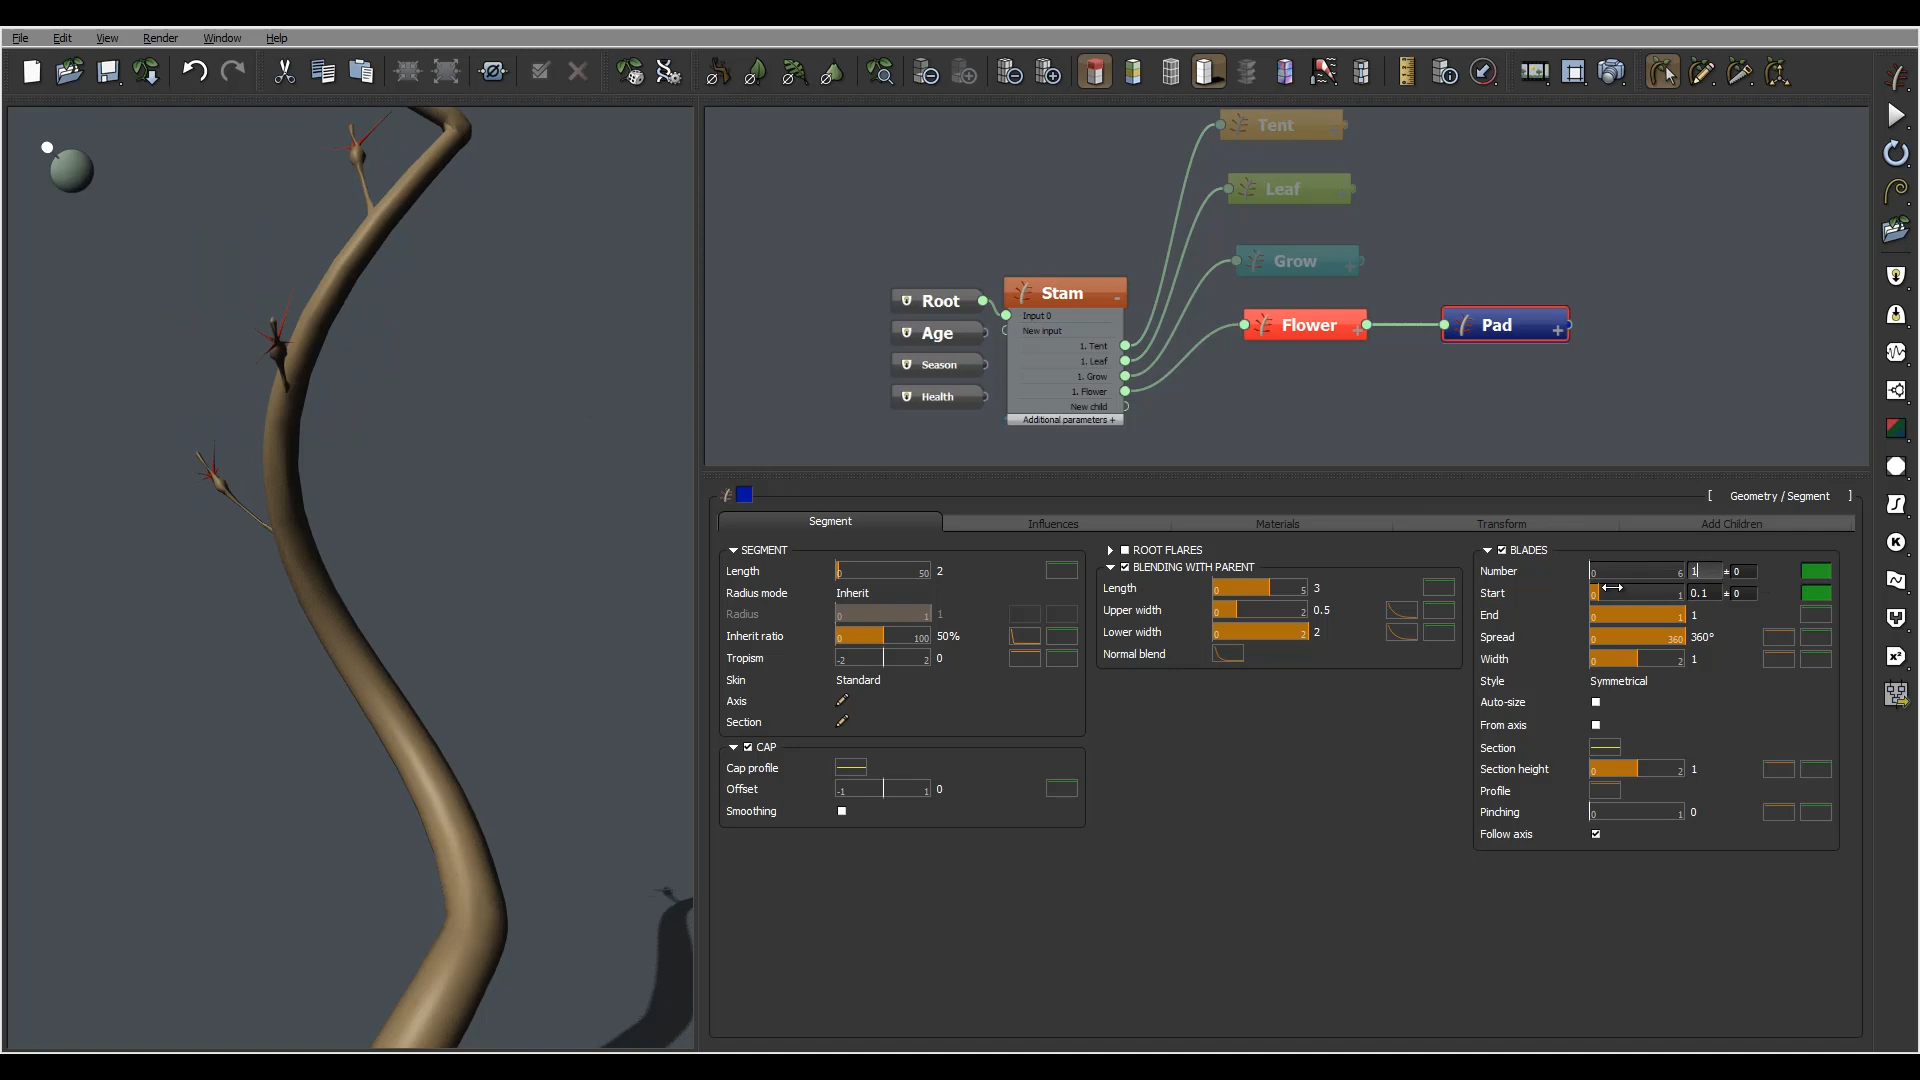 File Edit View Render Window Help
Tent
Leaf
Grow
Stam
Root
Input 0
New input
Age
1. Tent
1. Leaf
Season
1. Grow
1. Flower
Health
New child
Additional parameters +
Flower
Pad
[ Geometry / Segment ]
Segment Influences Materials Transform Add Children
SEGMENT
Length 0 50 2
Radius mode Inherit
Radius 0 1 1
Inherit ratio 0 100 50%
Tropism -2 2 0
Skin Standard
Axis
Section
CAP
Cap profile
Offset -1 1 0
Smoothing
ROOT FLARES
BLENDING WITH PARENT
Length 0 5 3
Upper width 0 2 0.5
Lower width 0 2 2
Normal blend
BLADES
Number 0 6 1 ± 0
Start 0 1 0.1 ± 0
End 0 1 1
Spread 0 360 360°
Width 0 2 1
Style Symmetrical
Auto-size
From axis
Section
Section height 0 2 1
Profile
Pinching 0 1 0
Follow axis
K
x²